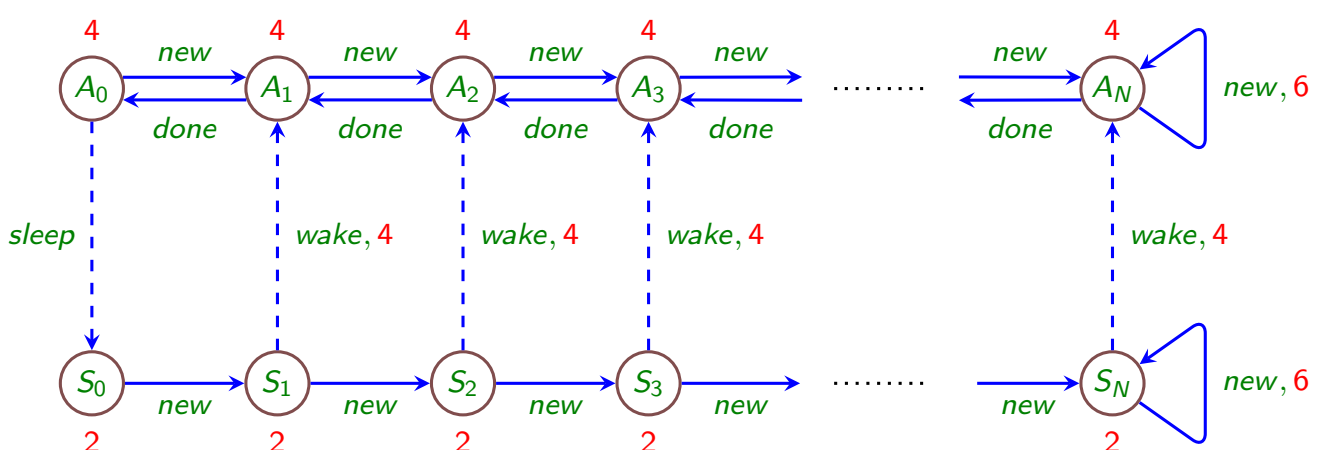 4 4 4 4 4
new new new new new
A₀ A₁ A₂ A₃ ········· A_N new, 6
done done done done done
sleep wake, 4 wake, 4 wake, 4 wake, 4
S₀ S₁ S₂ S₃ ········· S_N new, 6
new new new new new
2 2 2 2 2